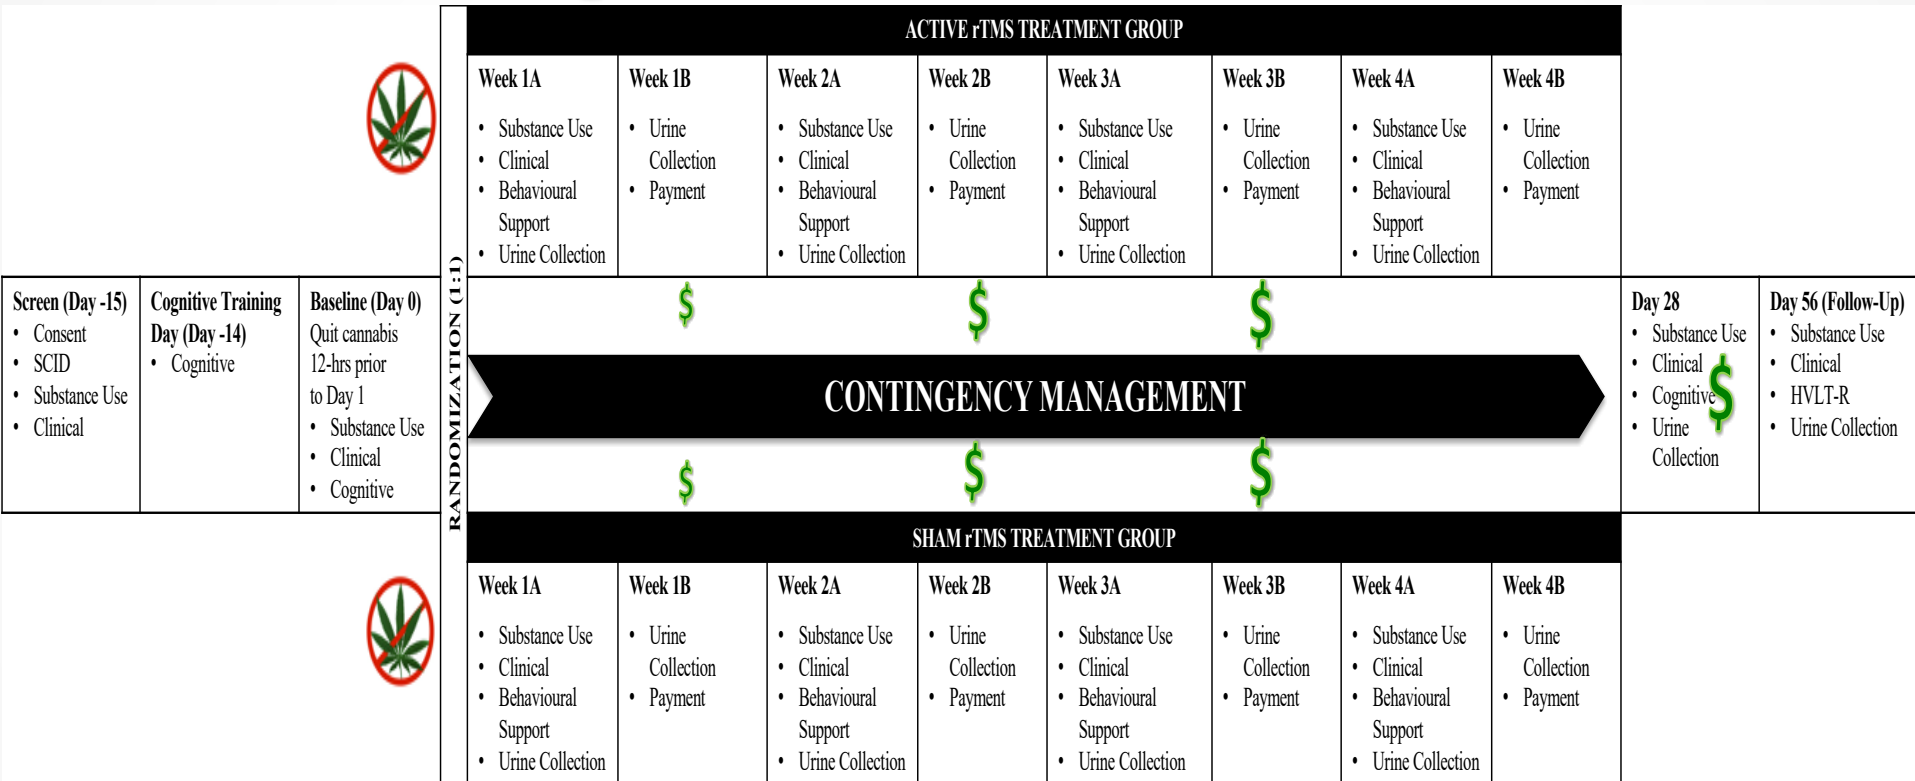 ACTIVE rTMS TREATMENT GROUP
Week 1A
• Substance Use
• Clinical
• Behavioural
Support
• Urine Collection
Week 1B
• Urine
Collection
• Payment
Week 2A
• Substance Use
• Clinical
• Behavioural
Support
• Urine Collection
Week 2B
• Urine
Collection
• Payment
Week 3A
• Substance Use
• Clinical
• Behavioural
Support
• Urine Collection
Week 3B
• Urine
Collection
• Payment
Week 4A
• Substance Use
• Clinical
• Behavioural
Support
• Urine Collection
Week 4B
• Urine
Collection
• Payment
Screen (Day -15)
• Consent
• SCID
• Substance Use
• Clinical
Cognitive Training
Day (Day -14)
• Cognitive
Baseline (Day 0)
Quit cannabis
12-hrs prior
to Day 1
• Substance Use
• Clinical
• Cognitive
RANDOMIZATION (1:1)
$ $ $
CONTINGENCY MANAGEMENT
$ $ $
Day 28
• Substance Use
• Clinical
• Cognitive
• Urine
Collection
$
Day 56 (Follow-Up)
• Substance Use
• Clinical
• HVLT-R
• Urine Collection
SHAM rTMS TREATMENT GROUP
Week 1A
• Substance Use
• Clinical
• Behavioural
Support
• Urine Collection
Week 1B
• Urine
Collection
• Payment
Week 2A
• Substance Use
• Clinical
• Behavioural
Support
• Urine Collection
Week 2B
• Urine
Collection
• Payment
Week 3A
• Substance Use
• Clinical
• Behavioural
Support
• Urine Collection
Week 3B
• Urine
Collection
• Payment
Week 4A
• Substance Use
• Clinical
• Behavioural
Support
• Urine Collection
Week 4B
• Urine
Collection
• Payment